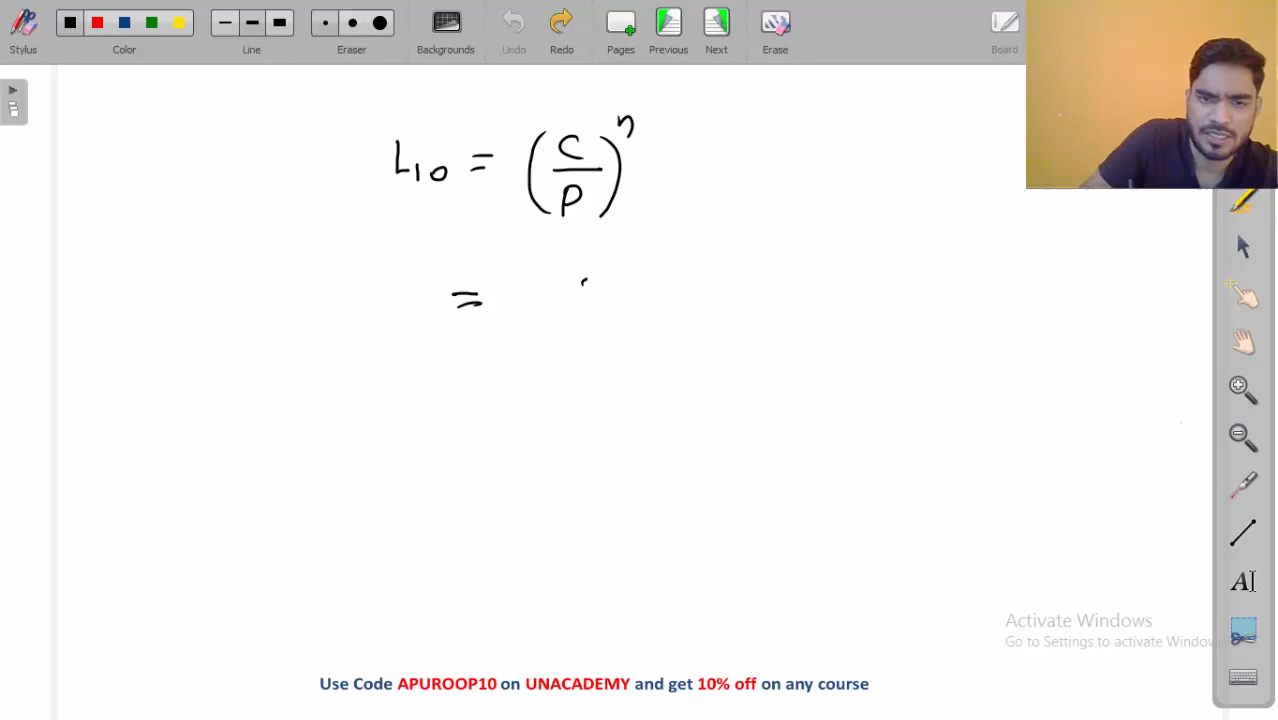 Stylus Color Line Eraser Backgrounds Undo Redo Pages Previous Next Erase Board
L₁₀ = (C/P)ⁿ
=
A
Activate Windows
Go to Settings to activate Window
Use Code APUROOP10 on UNACADEMY and get 10% off on any course